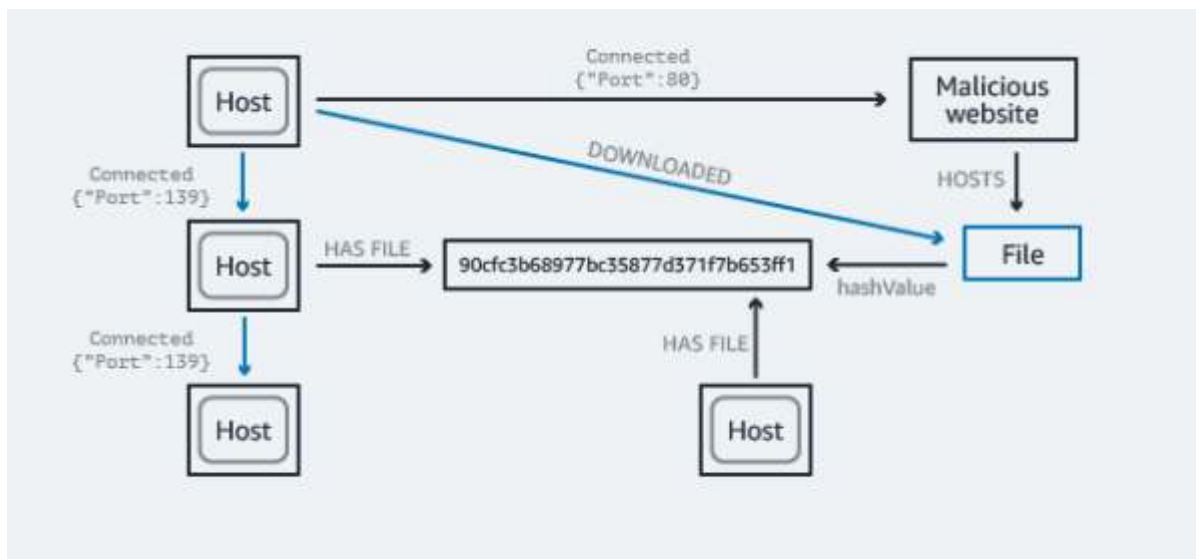 Connected
{"Port":80}
Host
Malicious
website
DOWNLOADED
Connected
{"Port":139}
HOSTS
Host
HAS FILE
90cfc3b68977bc35877d371f7b653ff1
File
hashValue
Connected
{"Port":139}
HAS FILE
Host
Host